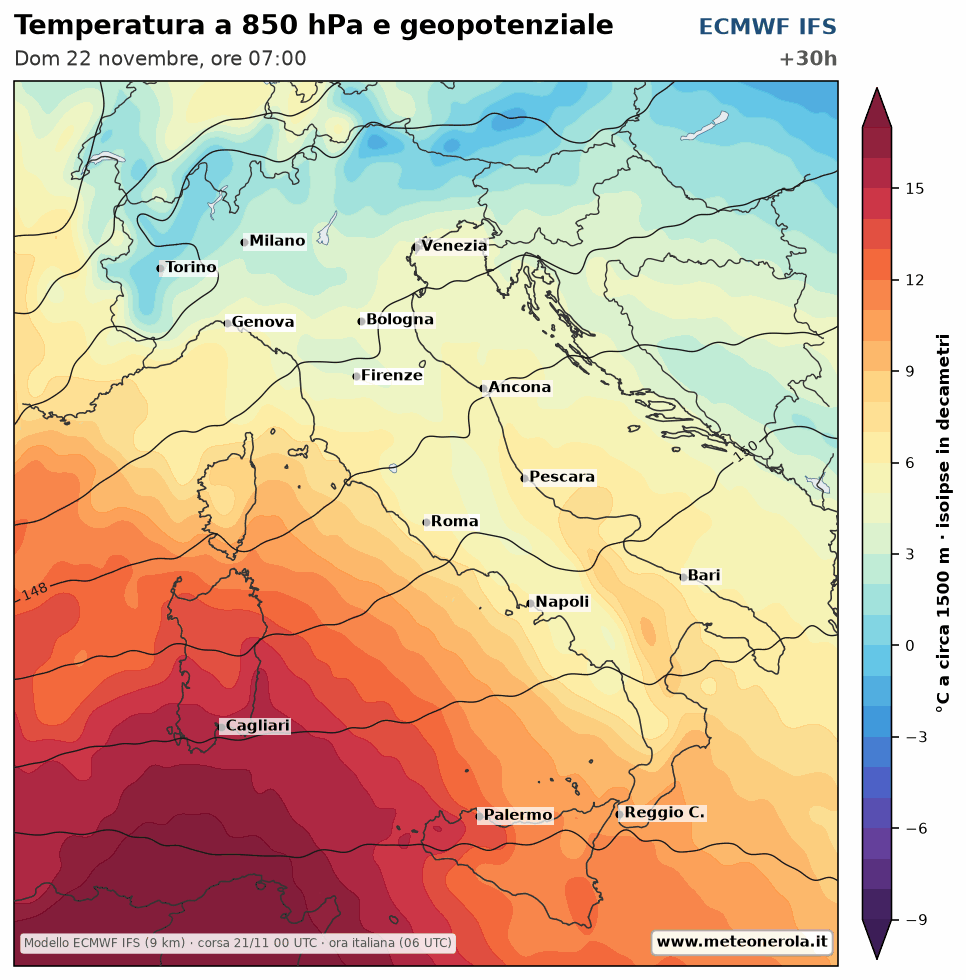 Temperatura a 850 hPa e geopotenziale
ECMWF IFS
Dom 22 novembre, ore 07:00
+30h
Milano
Venezia
Torino
Genova
Bologna
Firenze
Ancona
Pescara
Roma
Bari
Napoli
148
Cagliari
Palermo
Reggio C.
15
12
9
6
3
0
−3
−6
−9
°C a circa 1500 m · isoipse in decametri
Modello ECMWF IFS (9 km) · corsa 21/11 00 UTC · ora italiana (06 UTC)
www.meteonerola.it